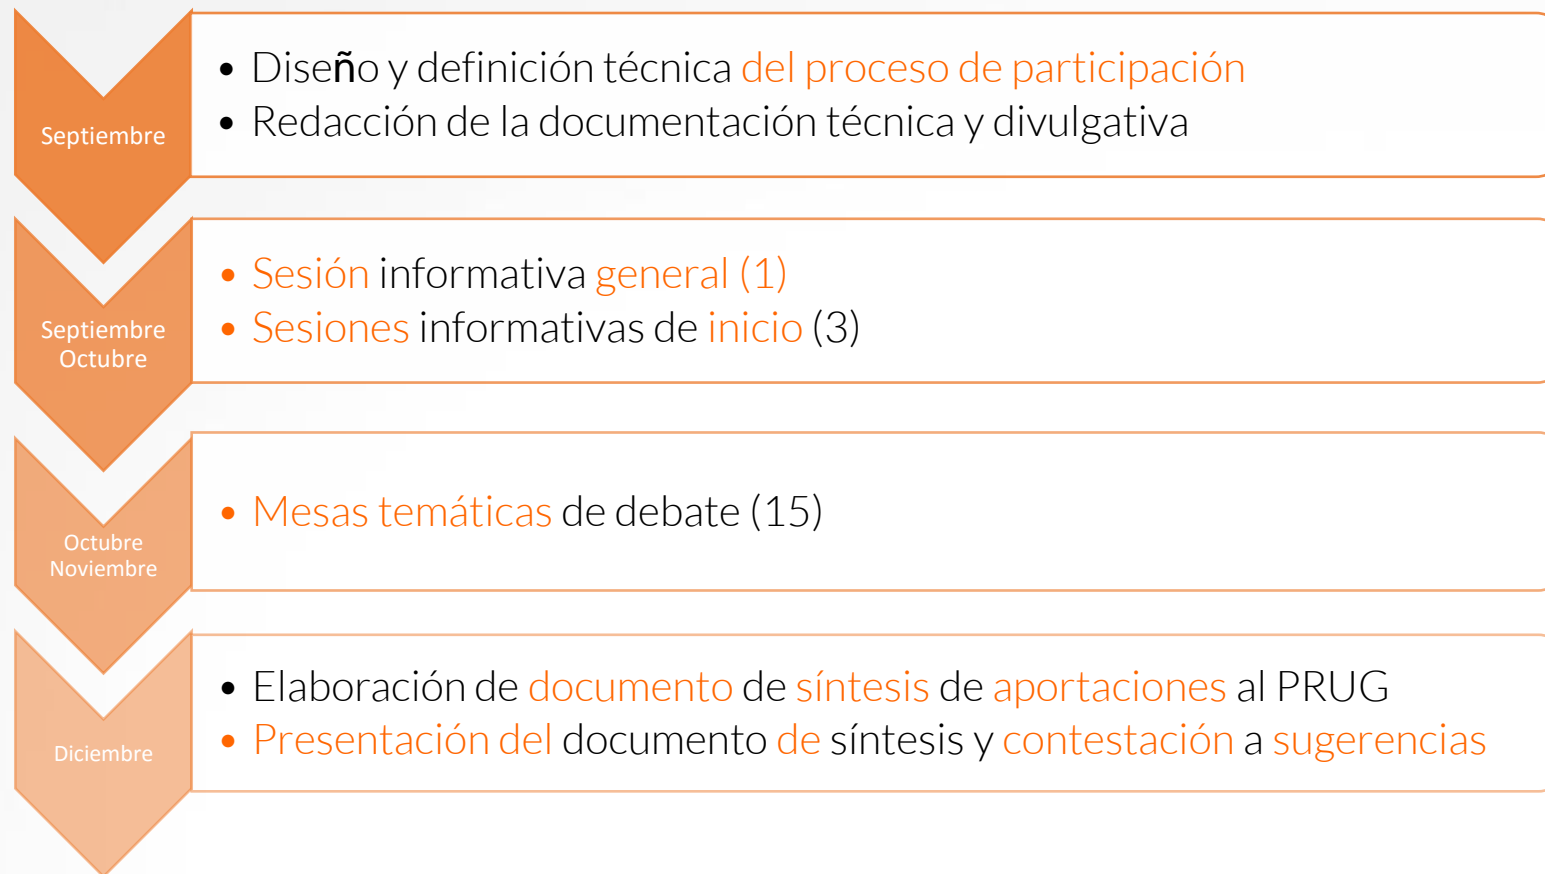 Septiembre
• Diseño y definición técnica del proceso de participación
• Redacción de la documentación técnica y divulgativa
Septiembre
Octubre
• Sesión informativa general (1)
• Sesiones informativas de inicio (3)
Octubre
Noviembre
• Mesas temáticas de debate (15)
Diciembre
• Elaboración de documento de síntesis de aportaciones al PRUG
• Presentación del documento de síntesis y contestación a sugerencias